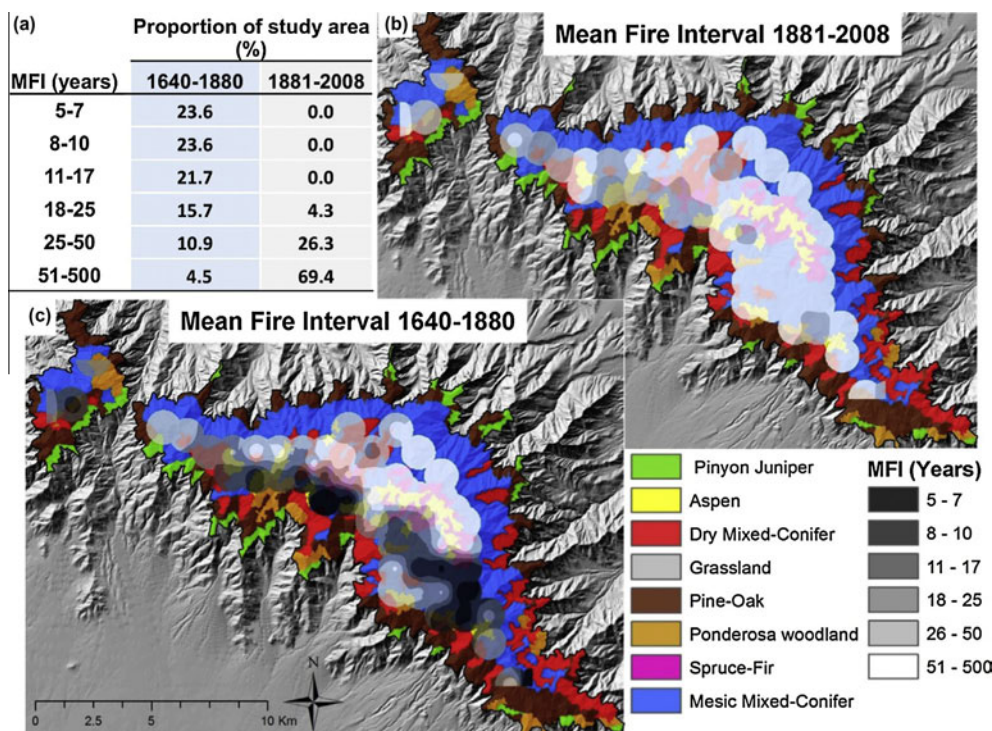 (a)
Proportion of study area
(%)
MFI (years) 1640-1880 1881-2008
5-7 23.6 0.0
8-10 23.6 0.0
11-17 21.7 0.0
18-25 15.7 4.3
25-50 10.9 26.3
51-500 4.5 69.4
(b)
Mean Fire Interval 1881-2008
(c)
Mean Fire Interval 1640-1880
N
0 2.5 5 10 Km
Pinyon Juniper
Aspen
Dry Mixed-Conifer
Grassland
Pine-Oak
Ponderosa woodland
Spruce-Fir
Mesic Mixed-Conifer
MFI (Years)
5 - 7
8 - 10
11 - 17
18 - 25
26 - 50
51 - 500